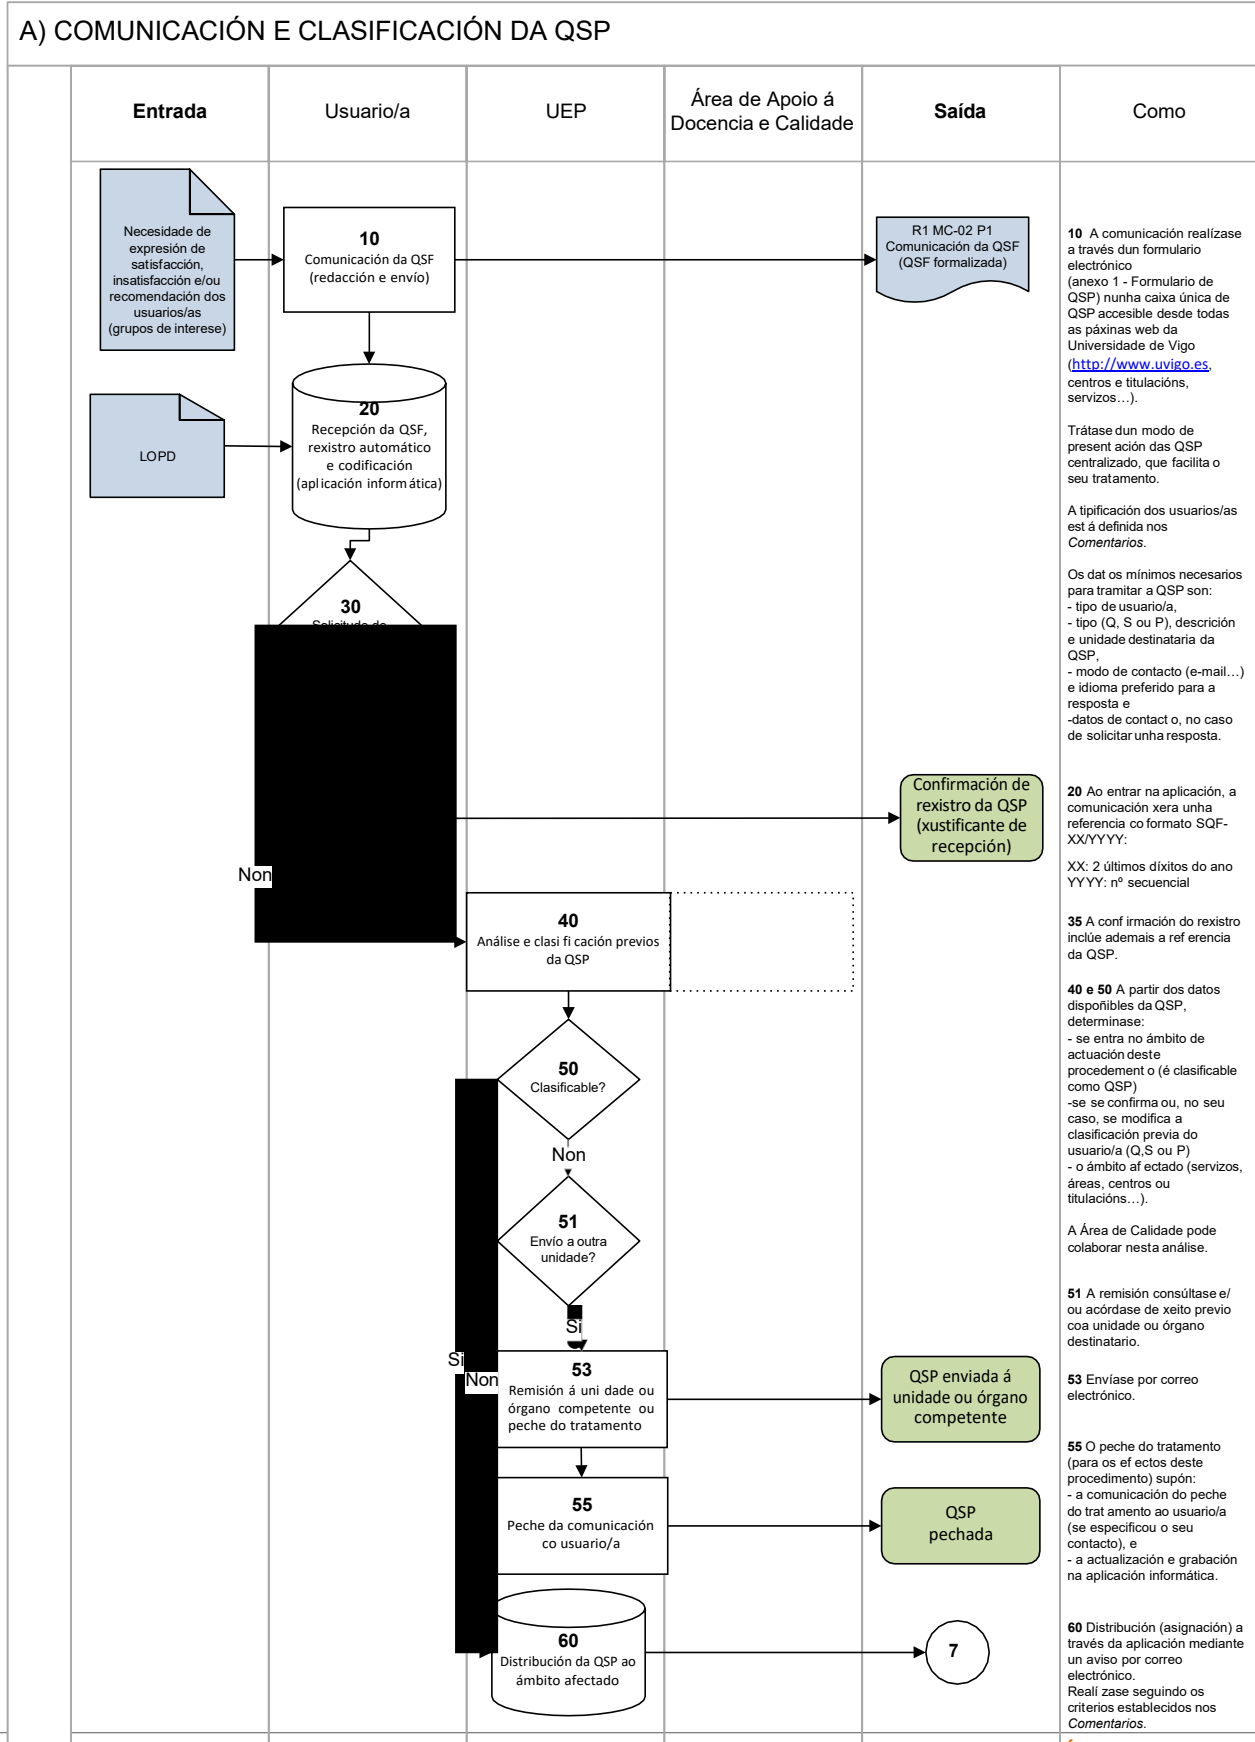 A) COMUNICACIÓN E CLASIFICACIÓN DA QSP
Entrada
Usuario/a
UEP
Área de Apoio á
Docencia e Calidade
Saída
Como
Necesidade de
expresión de
satisfacción,
insatisfacción e/ou
recomendación dos
usuarios/as
(grupos de interese)
10
Comunicación da QSF
(redacción e envío)
R1 MC-02 P1
Comunicación da QSF
(QSF formalizada)
LOPD
20
Recepción da QSF,
rexistro automático
e codificación
(aplicación informática)
30
Confirmación de
rexistro da QSP
(xustificante de
recepción)
Non
40
Análise e clasi fi cación previos
da QSP
50
Clasificable?
Non
51
Envío a outra
unidade?
Si
Si
Non
53
Remisión á uni dade ou
órgano competente ou
peche do tratamento
QSP enviada á
unidade ou órgano
competente
55
Peche da comunicación
co usuario/a
QSP
pechada
60
Distribución da QSP ao
ámbito afectado
7
10 A comunicación realízase
a través dun formulario
electrónico
(anexo 1 - Formulario de
QSP) nunha caixa única de
QSP accesible desde todas
as páxinas web da
Universidade de Vigo
(http://www.uvigo.es,
centros e titulacións,
servizos…).
Trátase dun modo de
present ación das QSP
centralizado, que facilita o
seu tratamento.
A tipificación dos usuarios/as
est á definida nos
Comentarios.
Os dat os mínimos necesarios
para tramitar a QSP son:
- tipo de usuario/a,
- tipo (Q, S ou P), descrición
e unidade destinataria da
QSP,
- modo de contacto (e-mail…)
e idioma preferido para a
resposta e
-datos de contact o, no caso
de solicitar unha resposta.
20 Ao entrar na aplicación, a
comunicación xera unha
referencia co formato SQF-
XX/YYYY:
XX: 2 últimos díxitos do ano
YYYY: nº secuencial
35 A conf irmación do rexistro
inclúe ademais a ref erencia
da QSP.
40 e 50 A partir dos datos
dispoñibles da QSP,
determinase:
- se entra no ámbito de
actuación deste
procedement o (é clasificable
como QSP)
-se se confirma ou, no seu
caso, se modifica a
clasificación previa do
usuario/a (Q,S ou P)
- o ámbito af ectado (servizos,
áreas, centros ou
titulacións…).
A Área de Calidade pode
colaborar nesta análise.
51 A remisión consúltase e/
ou acórdase de xeito previo
coa unidade ou órgano
destinatario.
53 Envíase por correo
electrónico.
55 O peche do tratamento
(para os ef ectos deste
procedimento) supón:
- a comunicación do peche
do trat amento ao usuario/a
(se especificou o seu
contacto), e
- a actualización e grabación
na aplicación informática.
60 Distribución (asignación) a
través da aplicación mediante
un aviso por correo
electrónico.
Realí zase seguindo os
criterios establecidos nos
Comentarios.